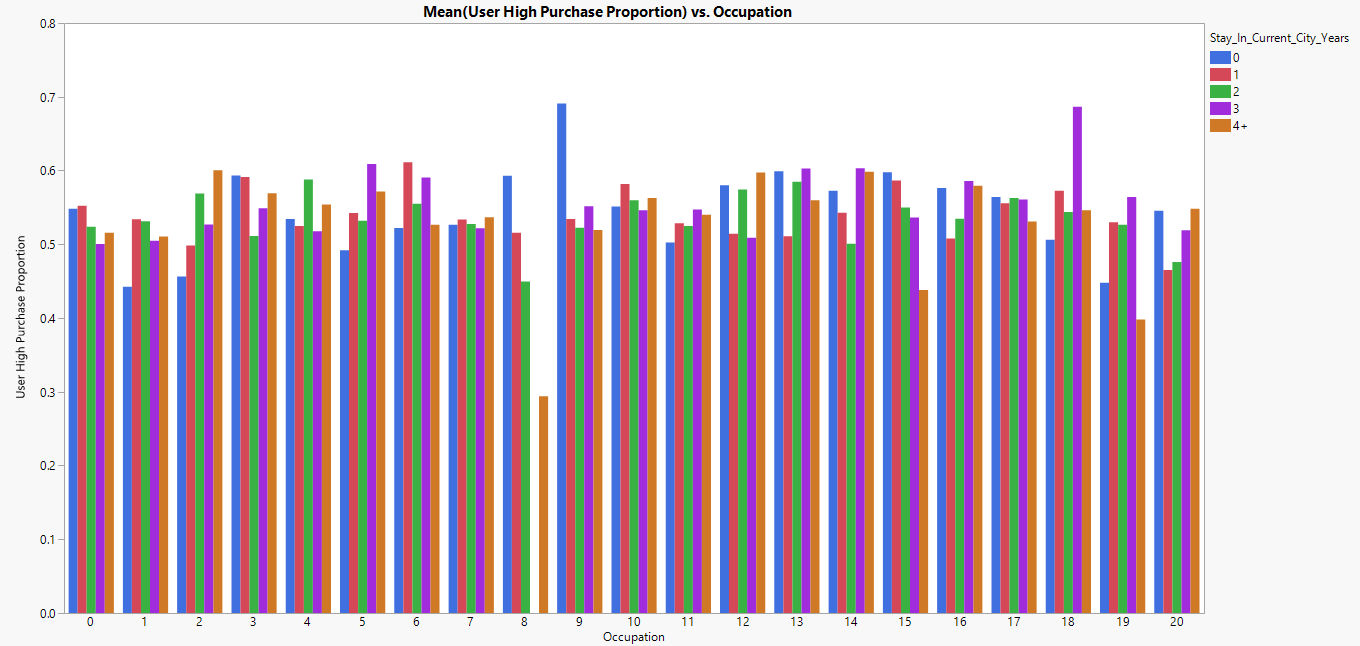 Mean(User High Purchase Proportion) vs. Occupation
Stay_In_Current_City_Years
0
1
2
3
4+
User High Purchase Proportion
0.8
0.7
0.6
0.5
0.4
0.3
0.2
0.1
0.0
0 1 2 3 4 5 6 7 8 9 10 11 12 13 14 15 16 17 18 19 20
Occupation